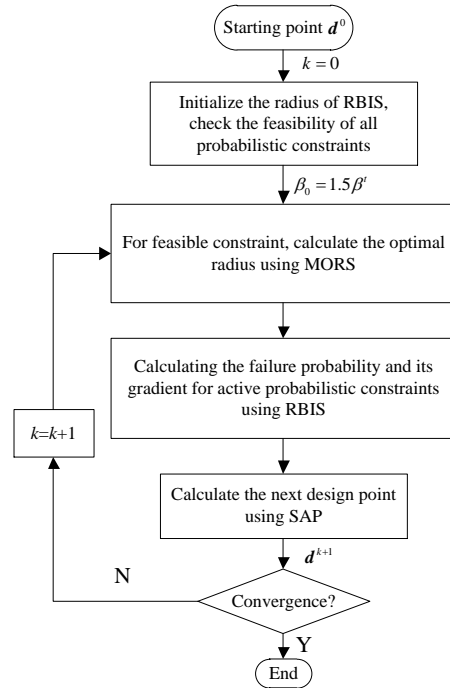 Starting point d^0
k = 0
Initialize the radius of RBIS,
check the feasibility of all
probabilistic constraints
β_0 = 1.5β^t
For feasible constraint, calculate the optimal
radius using MORS
Calculating the failure probability and its
gradient for active probabilistic constraints
using RBIS
k=k+1
Calculate the next design point
using SAP
d^{k+1}
N
Convergence?
Y
End